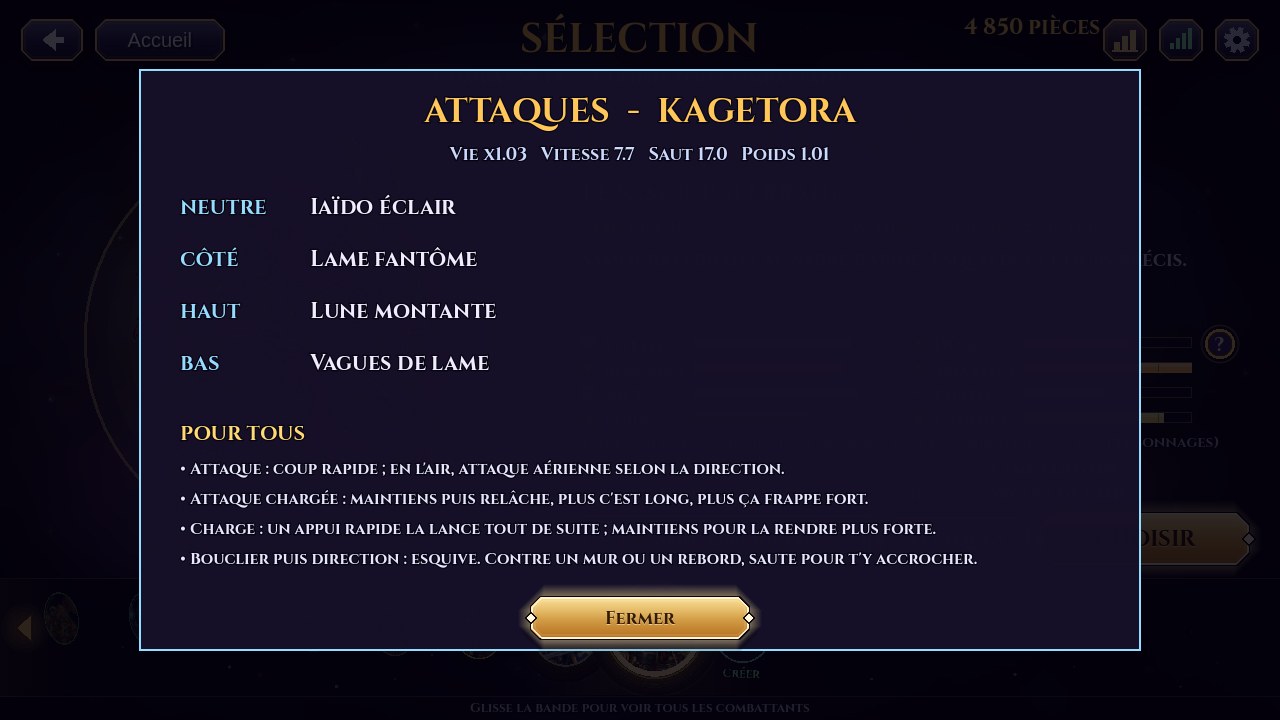 Accueil
SÉLECTION
4 850 PIÈCES
ATTAQUES - KAGETORA
Vie x1.03 Vitesse 7.7 Saut 17.0 Poids 1.01
NEUTRE Iaïdo éclair
CÔTÉ Lame fantôme
HAUT Lune montante
BAS Vagues de lame
ÉCIS.
?
ONNAGES)
OISIR
POUR TOUS
• Attaque : coup rapide ; en l'air, attaque aérienne selon la direction.
• Attaque chargée : maintiens puis relâche, plus c'est long, plus ça frappe fort.
• Charge : un appui rapide la lance tout de suite ; maintiens pour la rendre plus forte.
• Bouclier puis direction : esquive. Contre un mur ou un rebord, saute pour t'y accrocher.
Fermer
Créer
Glisse la bande pour voir tous les combattants